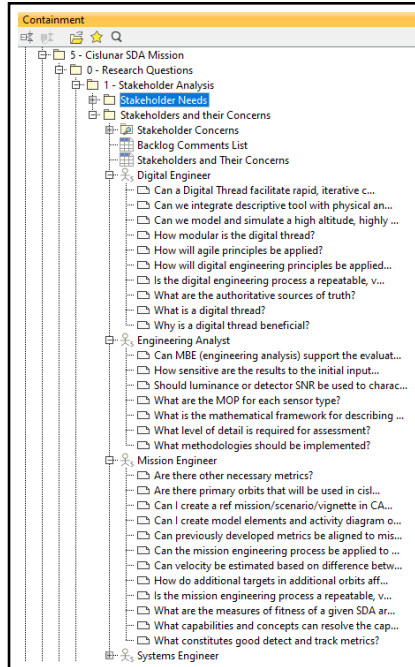 Containment
5 - Cislunar SDA Mission
0 - Research Questions
1 - Stakeholder Analysis
Stakeholder Needs
Stakeholders and their Concerns
Stakeholder Concerns
Backlog Comments List
Stakeholders and Their Concerns
Digital Engineer
Can a Digital Thread facilitate rapid, iterative c...
Can we integrate descriptive tool with physical an...
Can we model and simulate a high altitude, highly ...
How modular is the digital thread?
How will agile principles be applied?
How will digital engineering principles be applied...
Is the digital engineering process a repeatable, v...
What are the authoritative sources of truth?
What is a digital thread?
Why is a digital thread beneficial?
Engineering Analyst
Can MBE (engineering analysis) support the evaluat...
How sensitive are the results to the initial input...
Should luminance or detector SNR be used to charac...
What are the MOP for each sensor type?
What is the mathematical framework for describing ...
What level of detail is required for assessment?
What methodologies should be implemented?
Mission Engineer
Are there other necessary metrics?
Are there primary orbits that will be used in cisl...
Can I create a ref mission/scenario/vignette in CA...
Can I create model elements and activity diagram o...
Can previously developed metrics be aligned to mis...
Can the mission engineering process be applied to ...
Can velocity be estimated based on difference betw...
How do additional targets in additional orbits aff...
Is the mission engineering process a repeatable, v...
What are the measures of fitness of a given SDA ar...
What capabilities and concepts can resolve the cap...
What constitutes good detect and track metrics?
Systems Engineer